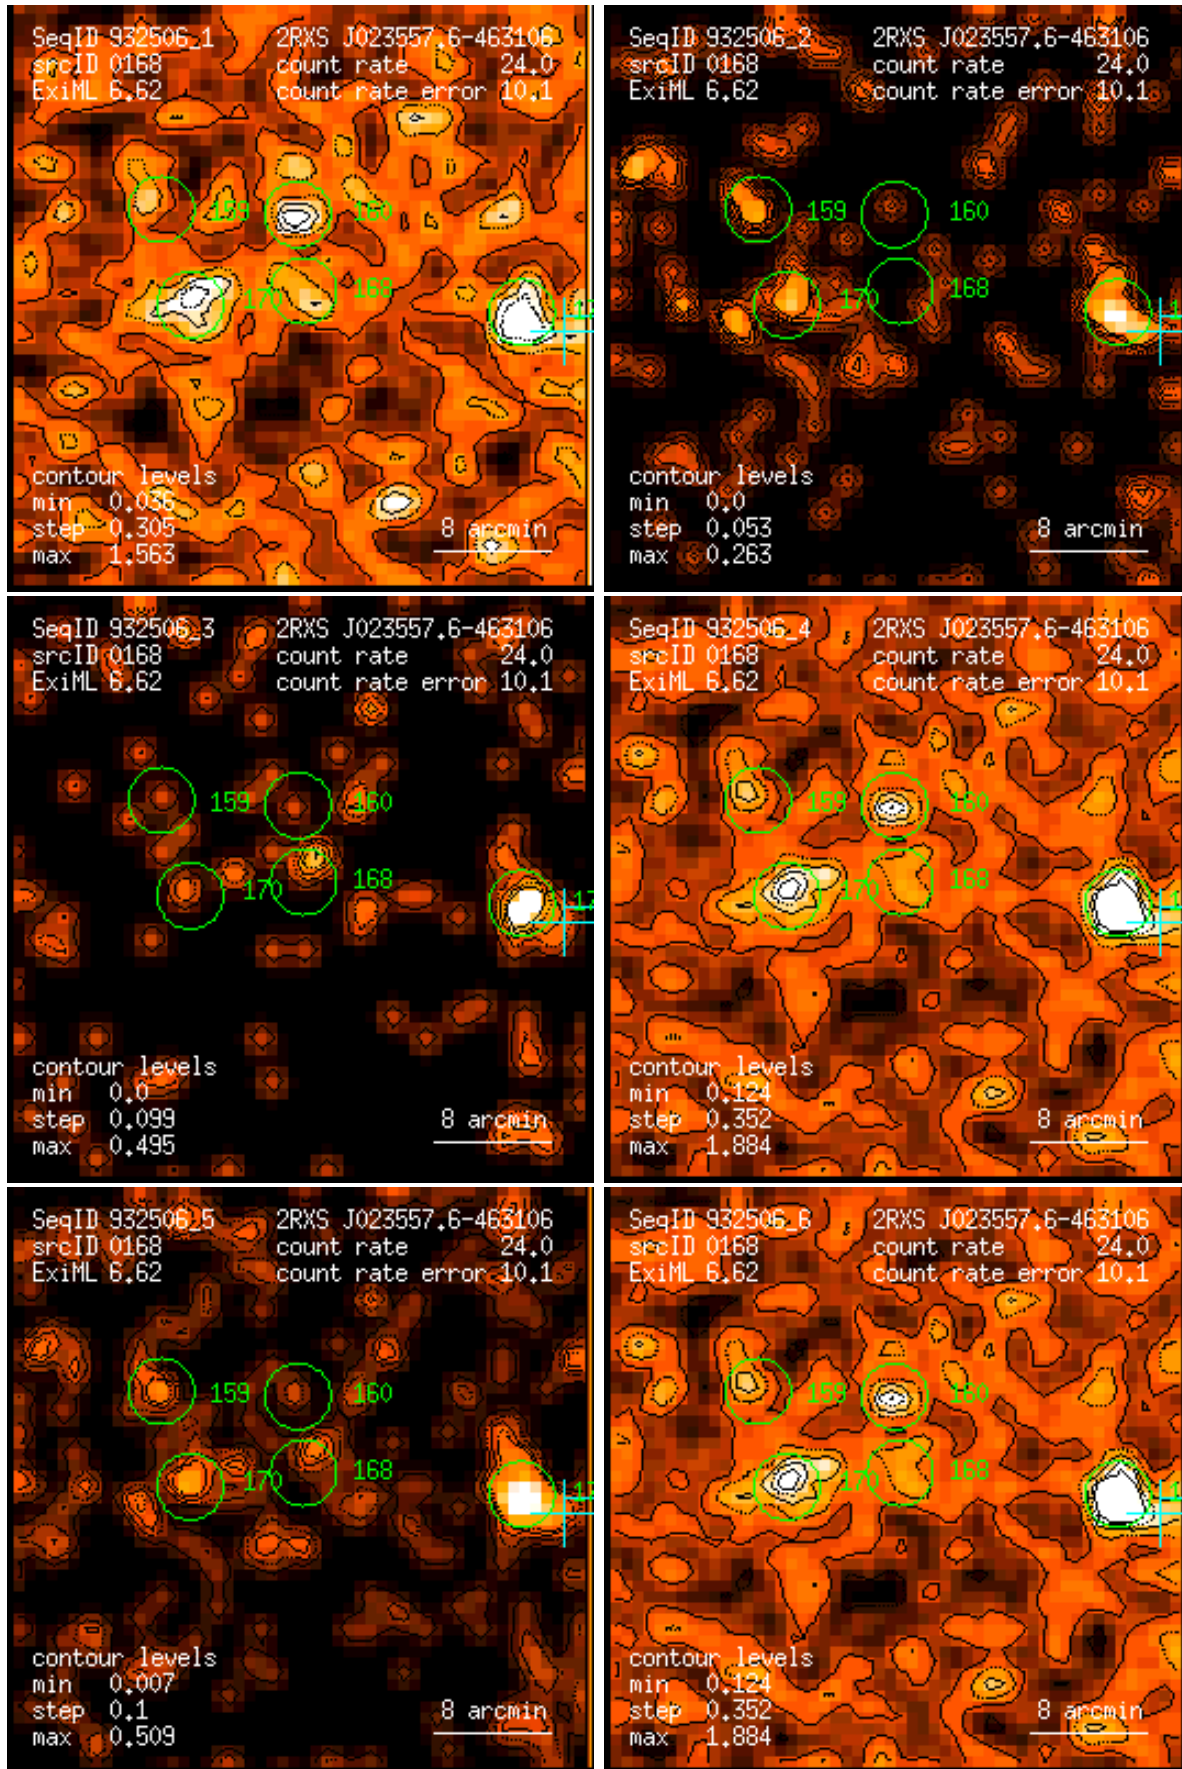 SeqID 932506_1 2RXS J023557.6-463106
srcID 0168 count rate 24.0
ExiML 6.62 count rate error 10.1
159 160
170 168
contour levels
min 0.036
step 0.305
max 1.563
8 arcmin
SeqID 932506_2 2RXS J023557.6-463106
srcID 0168 count rate 24.0
ExiML 6.62 count rate error 10.1
159 160
170 168
contour levels
min 0.0
step 0.053
max 0.263
8 arcmin
SeqID 932506_3 2RXS J023557.6-463106
srcID 0168 count rate 24.0
ExiML 6.62 count rate error 10.1
159 160
170 168
contour levels
min 0.0
step 0.099
max 0.495
8 arcmin
SeqID 932506_4 2RXS J023557.6-463106
srcID 0168 count rate 24.0
ExiML 6.62 count rate error 10.1
159 160
170 168
contour levels
min 0.124
step 0.352
max 1.884
8 arcmin
SeqID 932506_5 2RXS J023557.6-463106
srcID 0168 count rate 24.0
ExiML 6.62 count rate error 10.1
159 160
170 168
contour levels
min 0.007
step 0.1
max 0.509
8 arcmin
SeqID 932506_6 2RXS J023557.6-463106
srcID 0168 count rate 24.0
ExiML 6.62 count rate error 10.1
159 160
170 168
contour levels
min 0.124
step 0.352
max 1.884
8 arcmin